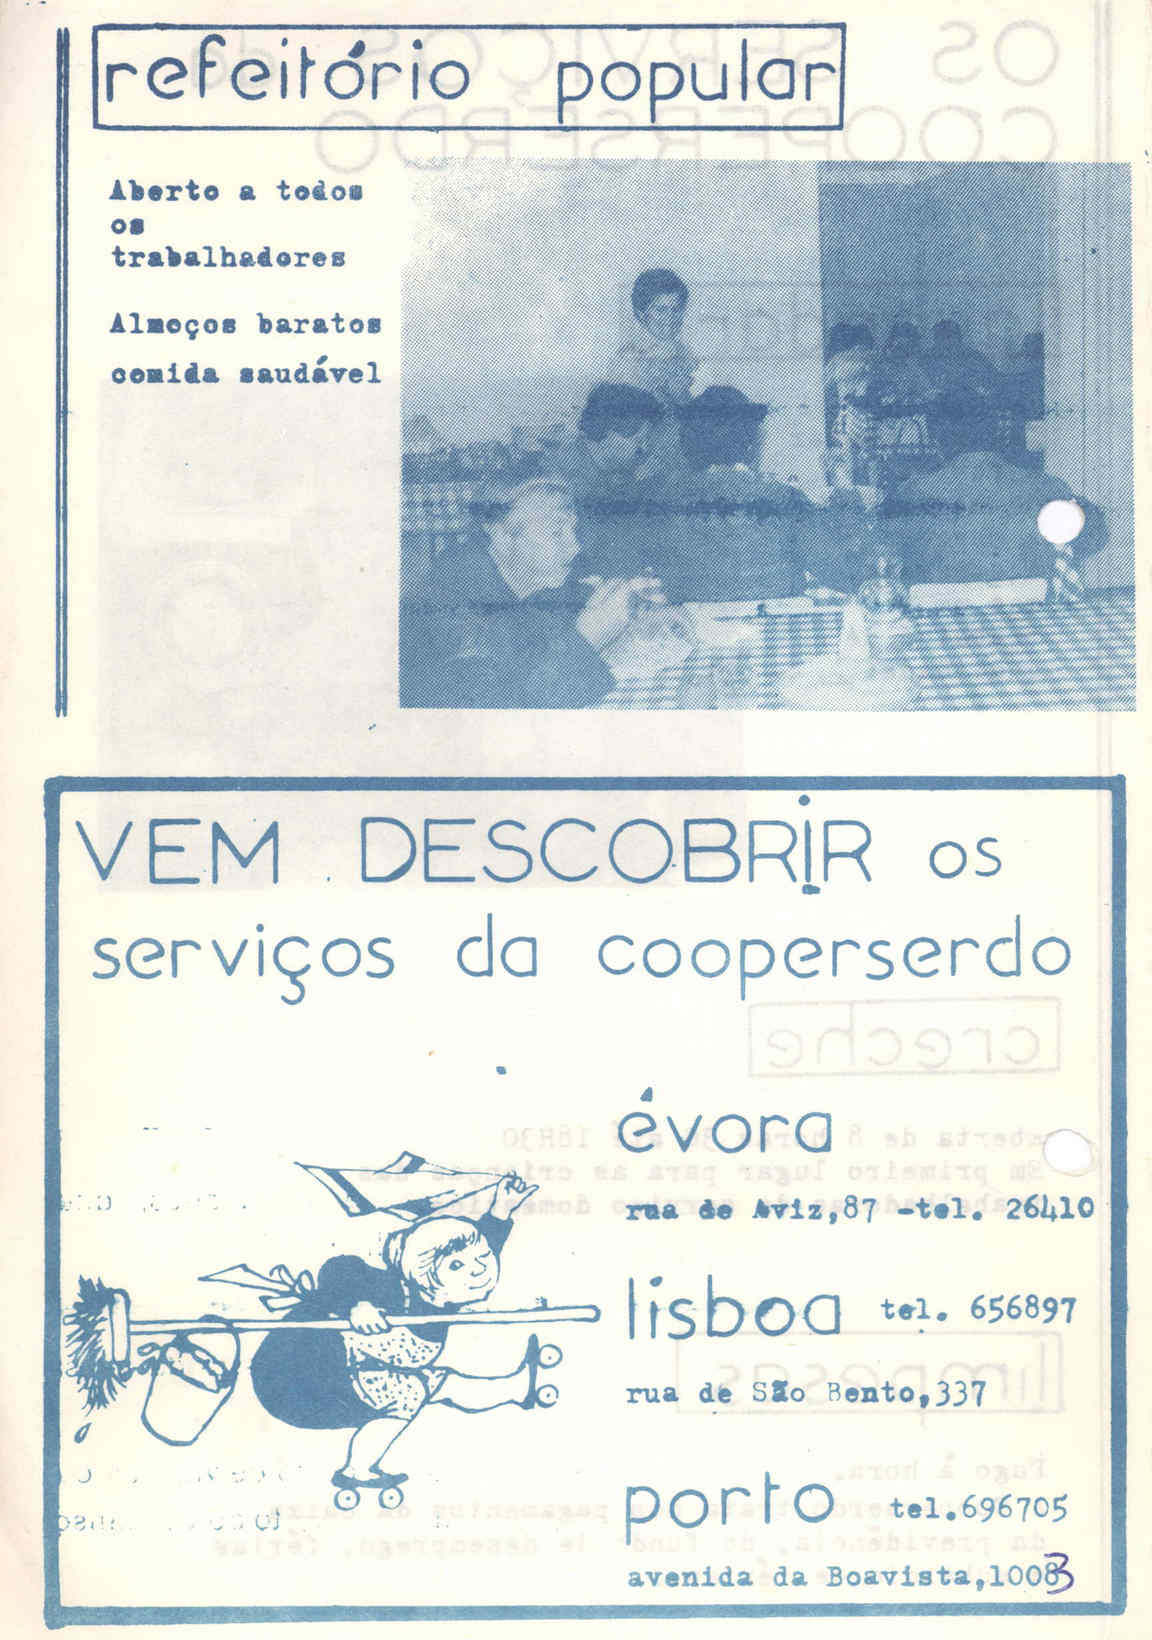 refeitório popular
Aberto a todos
os
trabalhadores
Almoços baratos
comida saudável
VEM DESCOBRIR os
serviços da cooperserdo
évora
rua de Aviz,87 -tel. 26410
lisboa tel. 656897
rua de São Bento,337
porto tel.696705
avenida da Boavista,1008
3